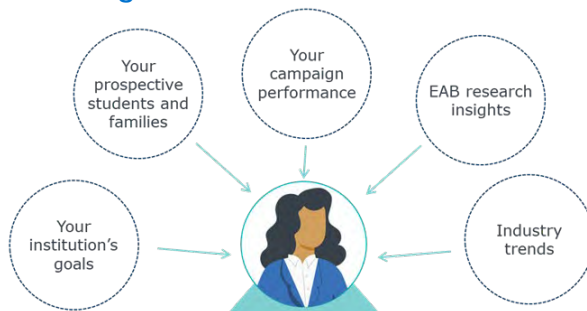 Your
institution's
goals
Your
prospective
students and
families
Your
campaign
performance
EAB research
insights
Industry
trends